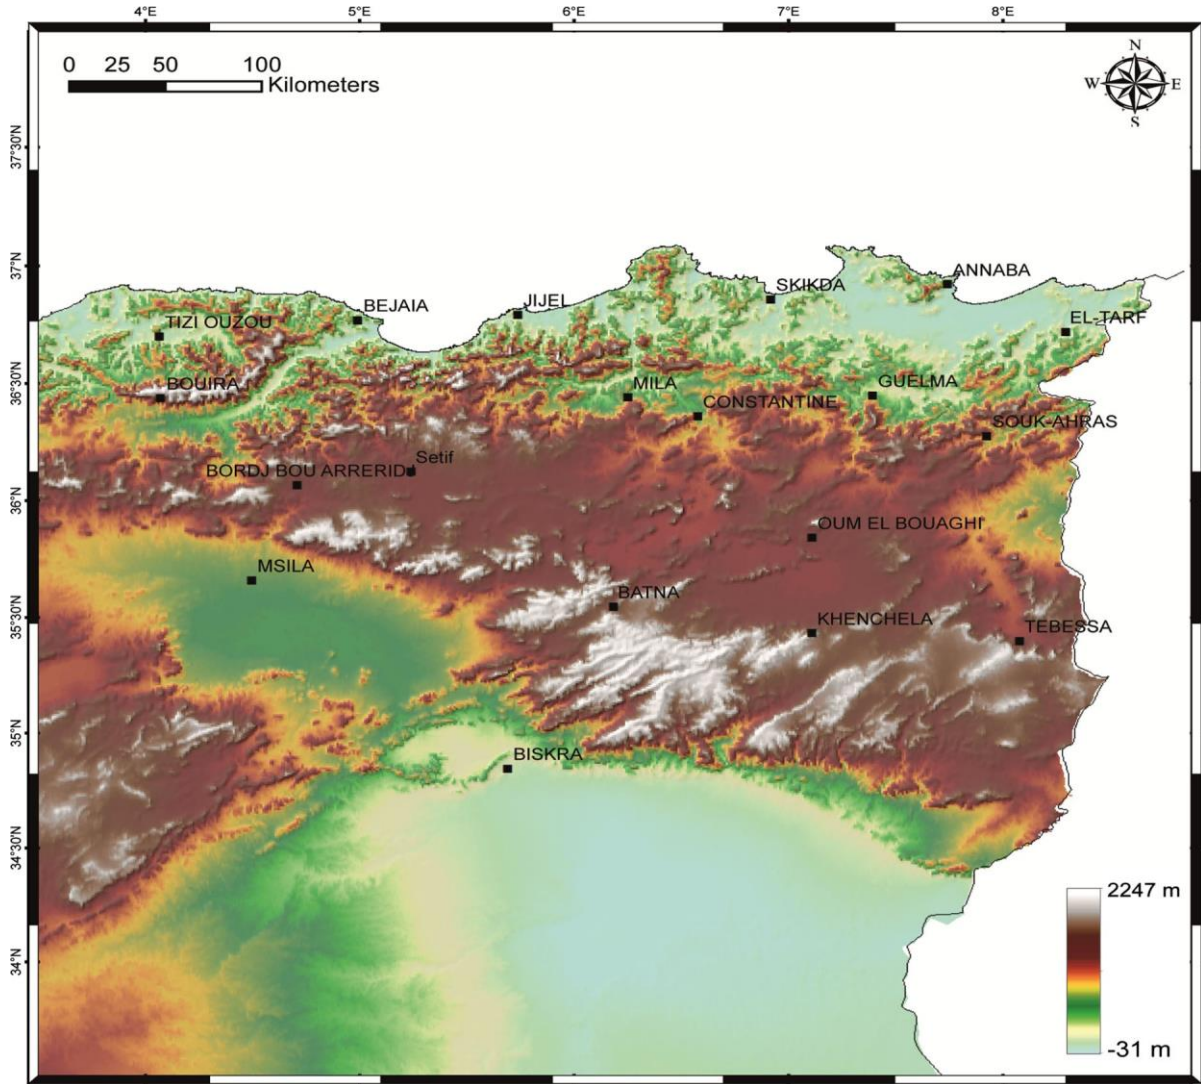 4°E 5°E 6°E 7°E 8°E
0 25 50 100
Kilometers
N
W E
S
37°30'N
37°N
36°30'N
36°N
35°30'N
35°N
34°30'N
34°N
ANNABA
SKIKDA
JIJEL
BEJAIA
EL-TARF
TIZI OUZOU
BOUIRA
MILA
GUELMA
CONSTANTINE
SOUK-AHRAS
Setif
BORDJ BOU ARRERIDJ
OUM EL BOUAGHI
MSILA
BATNA
KHENCHELA
TEBESSA
BISKRA
2247 m
-31 m